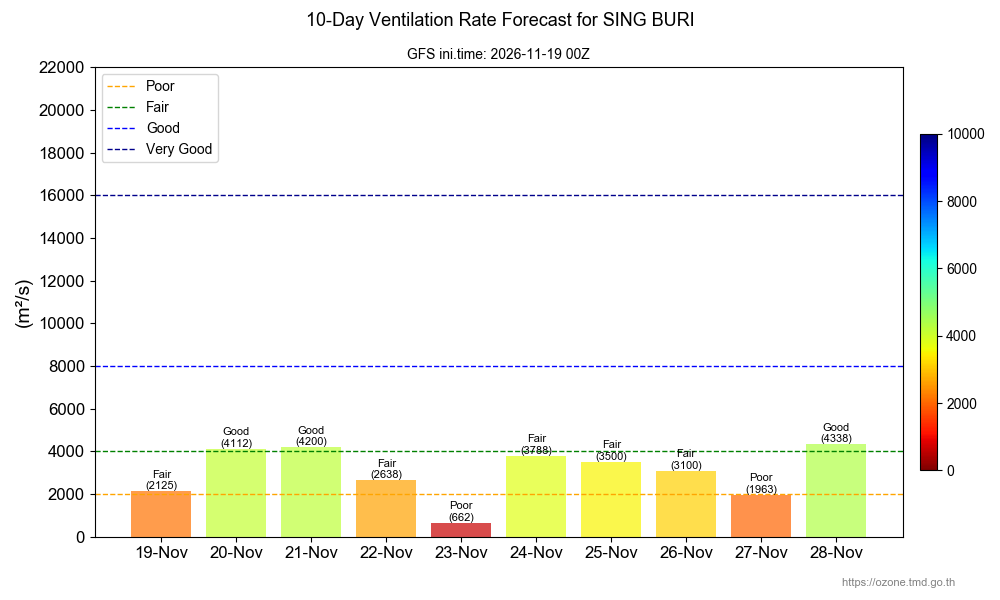 10-Day Ventilation Rate Forecast for SING BURI
GFS ini.time: 2026-11-19 00Z
(m²/s)
22000
20000
18000
16000
14000
12000
10000
8000
6000
4000
2000
0
Poor
Fair
Good
Very Good
Fair
(2125)
Good
(4112)
Good
(4200)
Fair
(2638)
Poor
(662)
Fair
(3788)
Fair
(3500)
Fair
(3100)
Poor
(1963)
Good
(4338)
19-Nov 20-Nov 21-Nov 22-Nov 23-Nov 24-Nov 25-Nov 26-Nov 27-Nov 28-Nov
10000
8000
6000
4000
2000
0
https://ozone.tmd.go.th